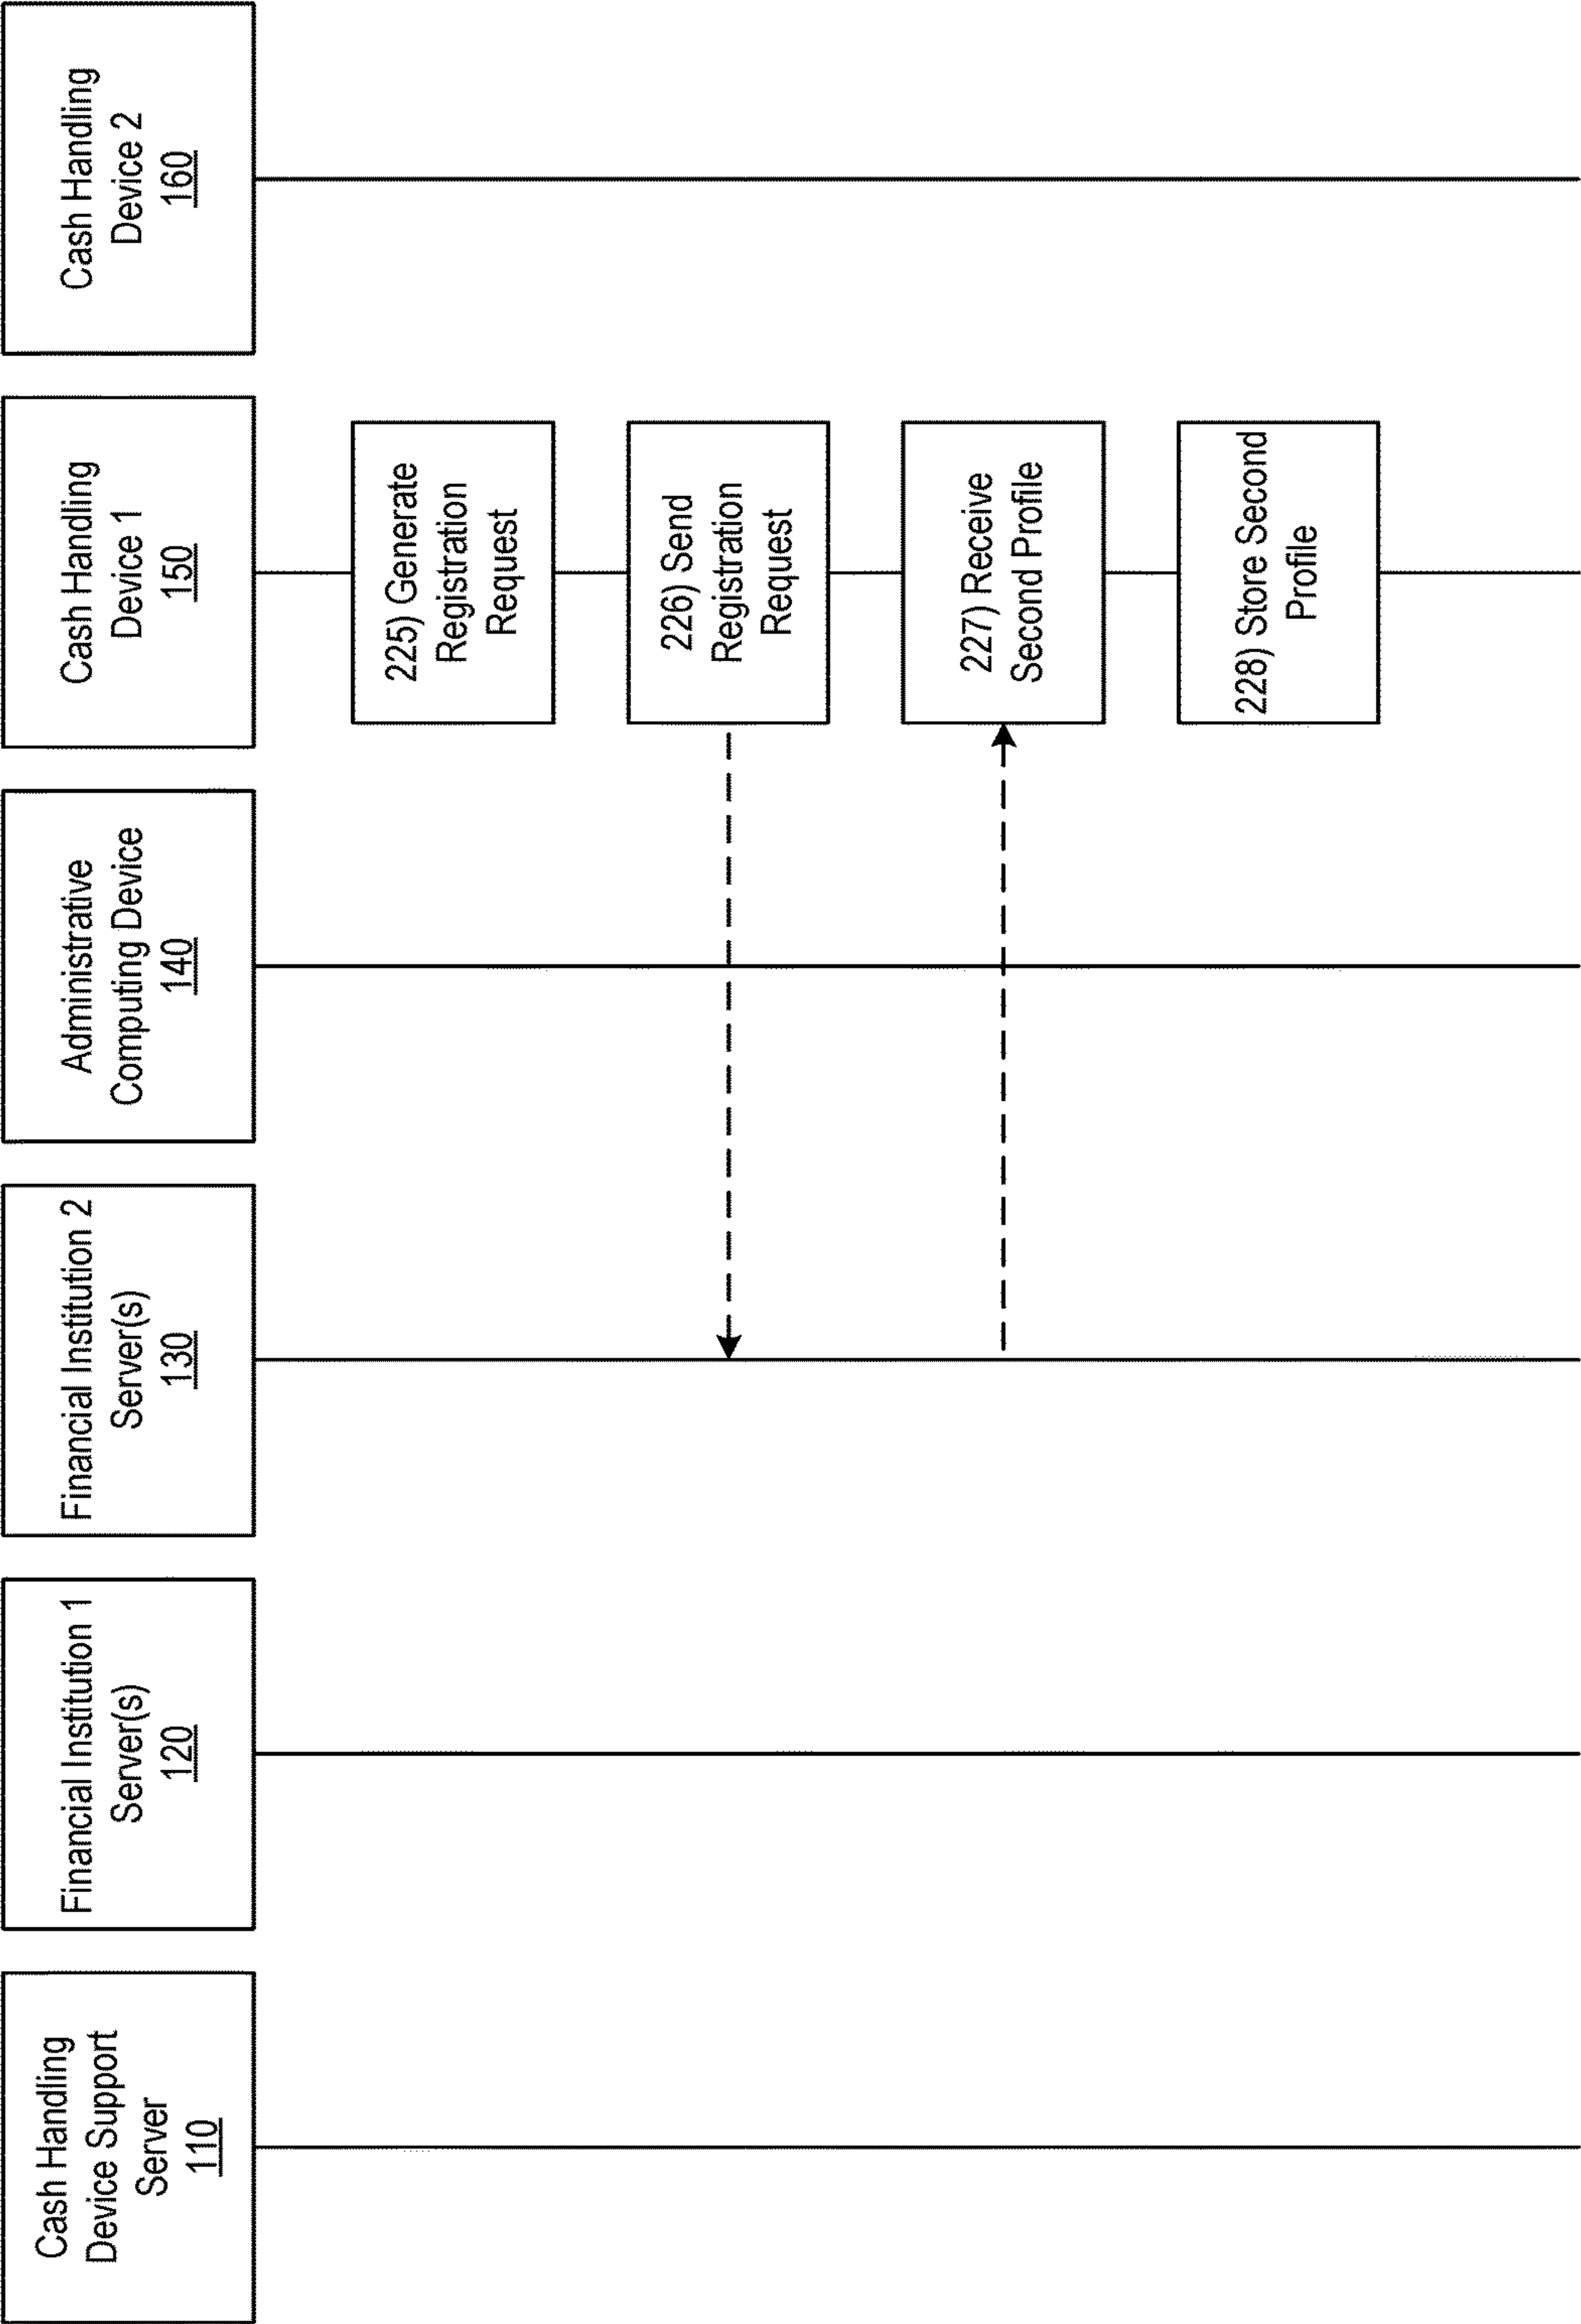 Cash Handling
Device Support
Server
110
Financial Institution 1
Server(s)
120
Financial Institution 2
Server(s)
130
Administrative
Computing Device
140
Cash Handling
Device 1
150
Cash Handling
Device 2
160
225) Generate
Registration
Request
226) Send
Registration
Request
227) Receive
Second Profile
228) Store Second
Profile